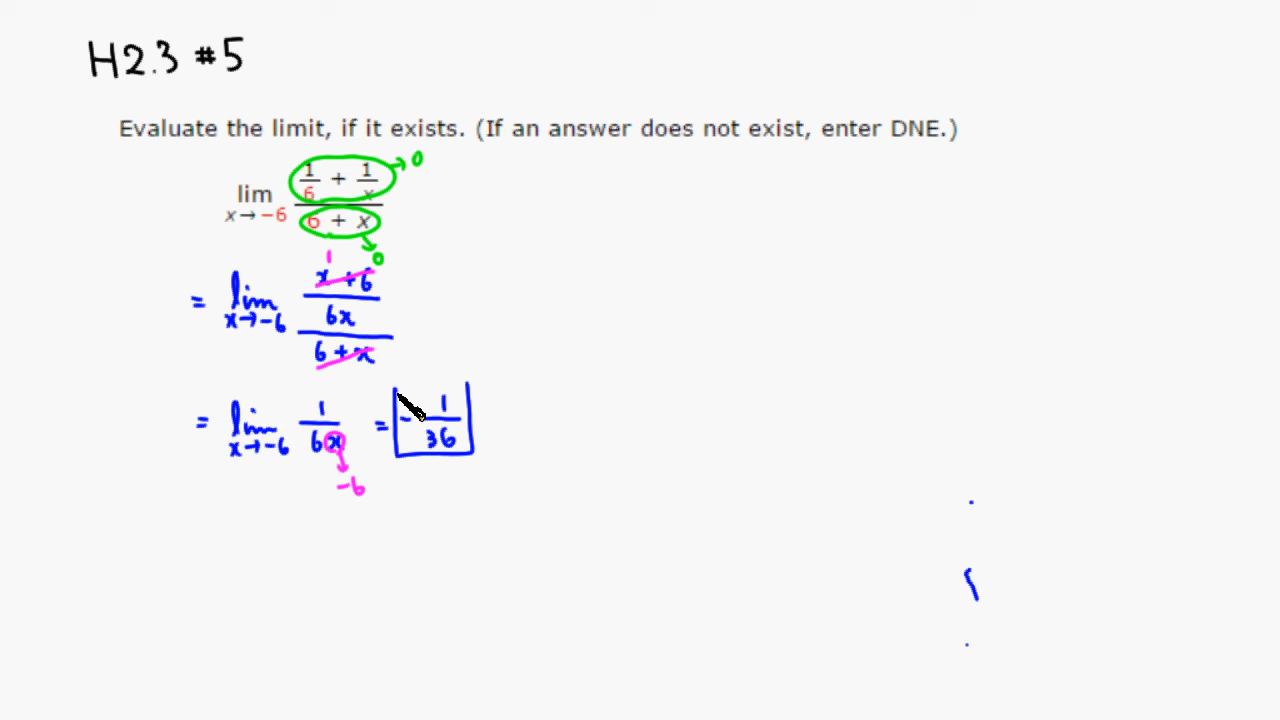 H2.3 #5
Evaluate the limit, if it exists. (If an answer does not exist, enter DNE.)
1/6 + 1/x → 0
lim x→−6
6 + x → 0
1
= lim x→-6 ((x + 6)/(6x))/(6 + x)
= lim x→-6 1/(6x) = - 1/36
-6